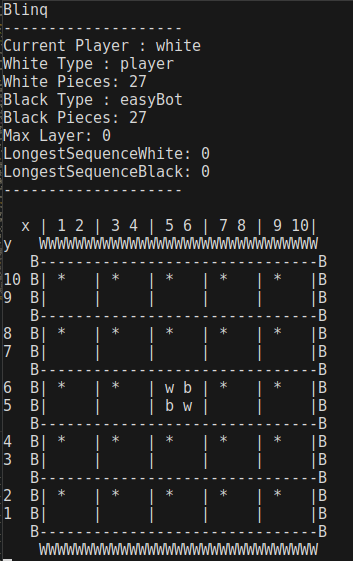 Blinq
--------------------
Current Player : white
White Type : player
White Pieces: 27
Black Type : easyBot
Black Pieces: 27
Max Layer: 0
LongestSequenceWhite: 0
LongestSequenceBlack: 0
--------------------
  x | 1 2 | 3 4 | 5 6 | 7 8 | 9 10|
y   WWWWWWWWWWWWWWWWWWWWWWWWWWWWWWW
   B-------------------------------B
10 B| *   | *   | *   | *   | *   |B
9  B|     |     |     |     |     |B
   B-------------------------------B
8  B| *   | *   | *   | *   | *   |B
7  B|     |     |     |     |     |B
   B-------------------------------B
6  B| *   | *   | w b | *   | *   |B
5  B|     |     | b w |     |     |B
   B-------------------------------B
4  B| *   | *   | *   | *   | *   |B
3  B|     |     |     |     |     |B
   B-------------------------------B
2  B| *   | *   | *   | *   | *   |B
1  B|     |     |     |     |     |B
   B-------------------------------B
    WWWWWWWWWWWWWWWWWWWWWWWWWWWWWWW